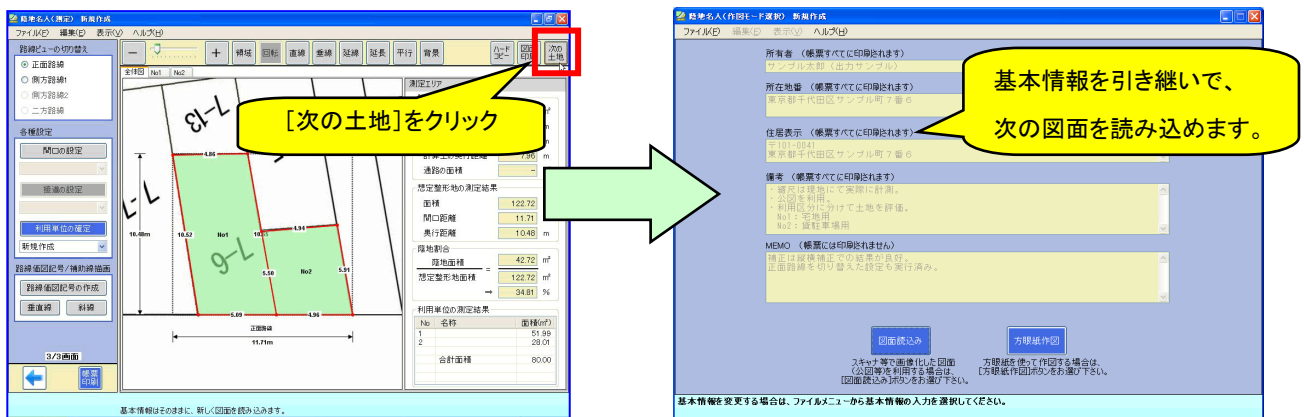 陰地名人(測定) 新規作成
ファイル(F) 編集(E) 表示(V) ヘルプ(H)
路線ビューの切り替え
正面路線
側方路線1
側方路線2
二方路線
各種設定
間口の設定
利用単位の確定
新規作成
路線価図記号/補助線描画
路線価図記号の作成
垂直線 斜線
3/3画面
帳票
印刷
− + 領域 回転 直線 垂線 延線 延長 平行 背景
ハード
コピー
図面
印刷
次の
土地
全体図 No1 No2
7-13
7-7
7-6
4.86
10.48m
10.52
No1
4.94
5.50
No2
5.91
5.09
4.96
正面路線
11.71m
測定エリア
[次の土地]をクリック
計算上の奥行距離 7.96 m
通路の面積 −
想定整形地の測定結果
面積 122.72
間口距離 11.71
奥行距離 10.48 m
陰地割合
陰地面積 42.72 m²
=
想定整形地面積 122.72 m²
⇒ 34.81 %
利用単位の測定結果
No 名称 面積(m²)
1 51.99
2 28.01
合計面積 80.00
基本情報はそのままに、新しく図面を読み込みます。
陰地名人(作図モード選択) 新規作成
ファイル(F) 編集(E) 表示(V) ヘルプ(H)
所有者 (帳票すべてに印刷されます)
サンプル太郎(出力サンプル)
所在地番 (帳票すべてに印刷されます)
東京都千代田区サンプル町7番6
住居表示 (帳票すべてに印刷されます)
〒101-0041
東京都千代田区サンプル町7番6
備考 (帳票すべてに印刷されます)
・縮尺は現地にて実際に計測。
・公図を利用。
・利用区分に分けて土地を評価。
No1:宅地用
No2:貸駐車場用
MEMO (帳票には印刷されません)
補正は縦横補正での結果が良好。
正面路線を切り替えた設定も実行済み。
基本情報を引き継いで、
次の図面を読み込めます。
図面読込み
方眼紙作図
スキャナ等で画像化した図面
(公図等)を利用する場合は、
[図面読込み]ボタンをお選び下さい。
方眼紙を使って作図する場合は、
[方眼紙作図]ボタンをお選び下さい。
基本情報を変更する場合は、ファイルメニューから基本情報の入力を選択してください。